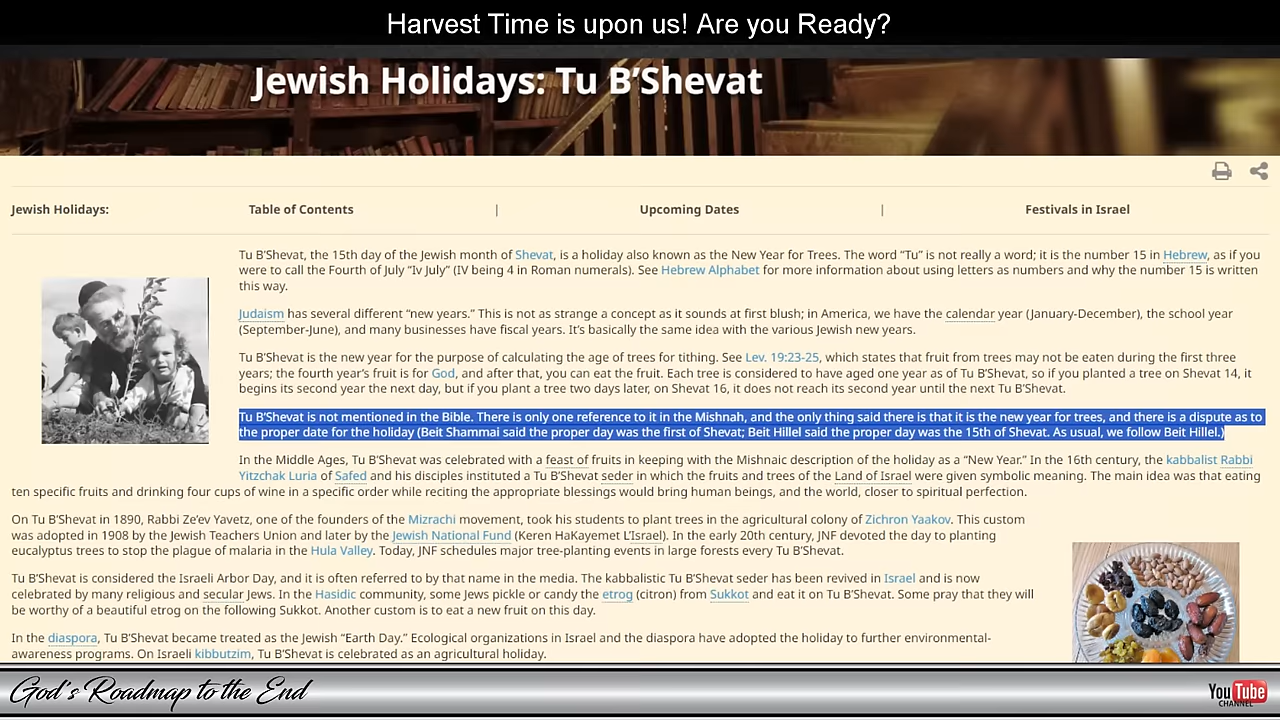 Harvest Time is upon us! Are you Ready?
Jewish Holidays: Tu B’Shevat
Jewish Holidays:
Table of Contents
|
Upcoming Dates
|
Festivals in Israel
Tu B’Shevat, the 15th day of the Jewish month of Shevat, is a holiday also known as the New Year for Trees. The word “Tu” is not really a word; it is the number 15 in Hebrew, as if you
were to call the Fourth of July “Iv July” (IV being 4 in Roman numerals). See Hebrew Alphabet for more information about using letters as numbers and why the number 15 is written
this way.
Judaism has several different “new years.” This is not as strange a concept as it sounds at first blush; in America, we have the calendar year (January-December), the school year
(September-June), and many businesses have fiscal years. It’s basically the same idea with the various Jewish new years.
Tu B’Shevat is the new year for the purpose of calculating the age of trees for tithing. See Lev. 19:23-25, which states that fruit from trees may not be eaten during the first three
years; the fourth year’s fruit is for God, and after that, you can eat the fruit. Each tree is considered to have aged one year as of Tu B’Shevat, so if you planted a tree on Shevat 14, it
begins its second year the next day, but if you plant a tree two days later, on Shevat 16, it does not reach its second year until the next Tu B’Shevat.
Tu B’Shevat is not mentioned in the Bible. There is only one reference to it in the Mishnah, and the only thing said there is that it is the new year for trees, and there is a dispute as to
the proper date for the holiday (Beit Shammai said the proper day was the first of Shevat; Beit Hillel said the proper day was the 15th of Shevat. As usual, we follow Beit Hillel.)
In the Middle Ages, Tu B’Shevat was celebrated with a feast of fruits in keeping with the Mishnaic description of the holiday as a “New Year.” In the 16th century, the kabbalist Rabbi
Yitzchak Luria of Safed and his disciples instituted a Tu B’Shevat seder in which the fruits and trees of the Land of Israel were given symbolic meaning. The main idea was that eating
ten specific fruits and drinking four cups of wine in a specific order while reciting the appropriate blessings would bring human beings, and the world, closer to spiritual perfection.
On Tu B’Shevat in 1890, Rabbi Ze’ev Yavetz, one of the founders of the Mizrachi movement, took his students to plant trees in the agricultural colony of Zichron Yaakov. This custom
was adopted in 1908 by the Jewish Teachers Union and later by the Jewish National Fund (Keren HaKayemet L’Israel). In the early 20th century, JNF devoted the day to planting
eucalyptus trees to stop the plague of malaria in the Hula Valley. Today, JNF schedules major tree-planting events in large forests every Tu B’Shevat.
Tu B’Shevat is considered the Israeli Arbor Day, and it is often referred to by that name in the media. The kabbalistic Tu B’Shevat seder has been revived in Israel and is now
celebrated by many religious and secular Jews. In the Hasidic community, some Jews pickle or candy the etrog (citron) from Sukkot and eat it on Tu B’Shevat. Some pray that they will
be worthy of a beautiful etrog on the following Sukkot. Another custom is to eat a new fruit on this day.
In the diaspora, Tu B’Shevat became treated as the Jewish “Earth Day.” Ecological organizations in Israel and the diaspora have adopted the holiday to further environmental-
awareness programs. On Israeli kibbutzim, Tu B’Shevat is celebrated as an agricultural holiday.
God's Roadmap to the End
YouTube
CHANNEL